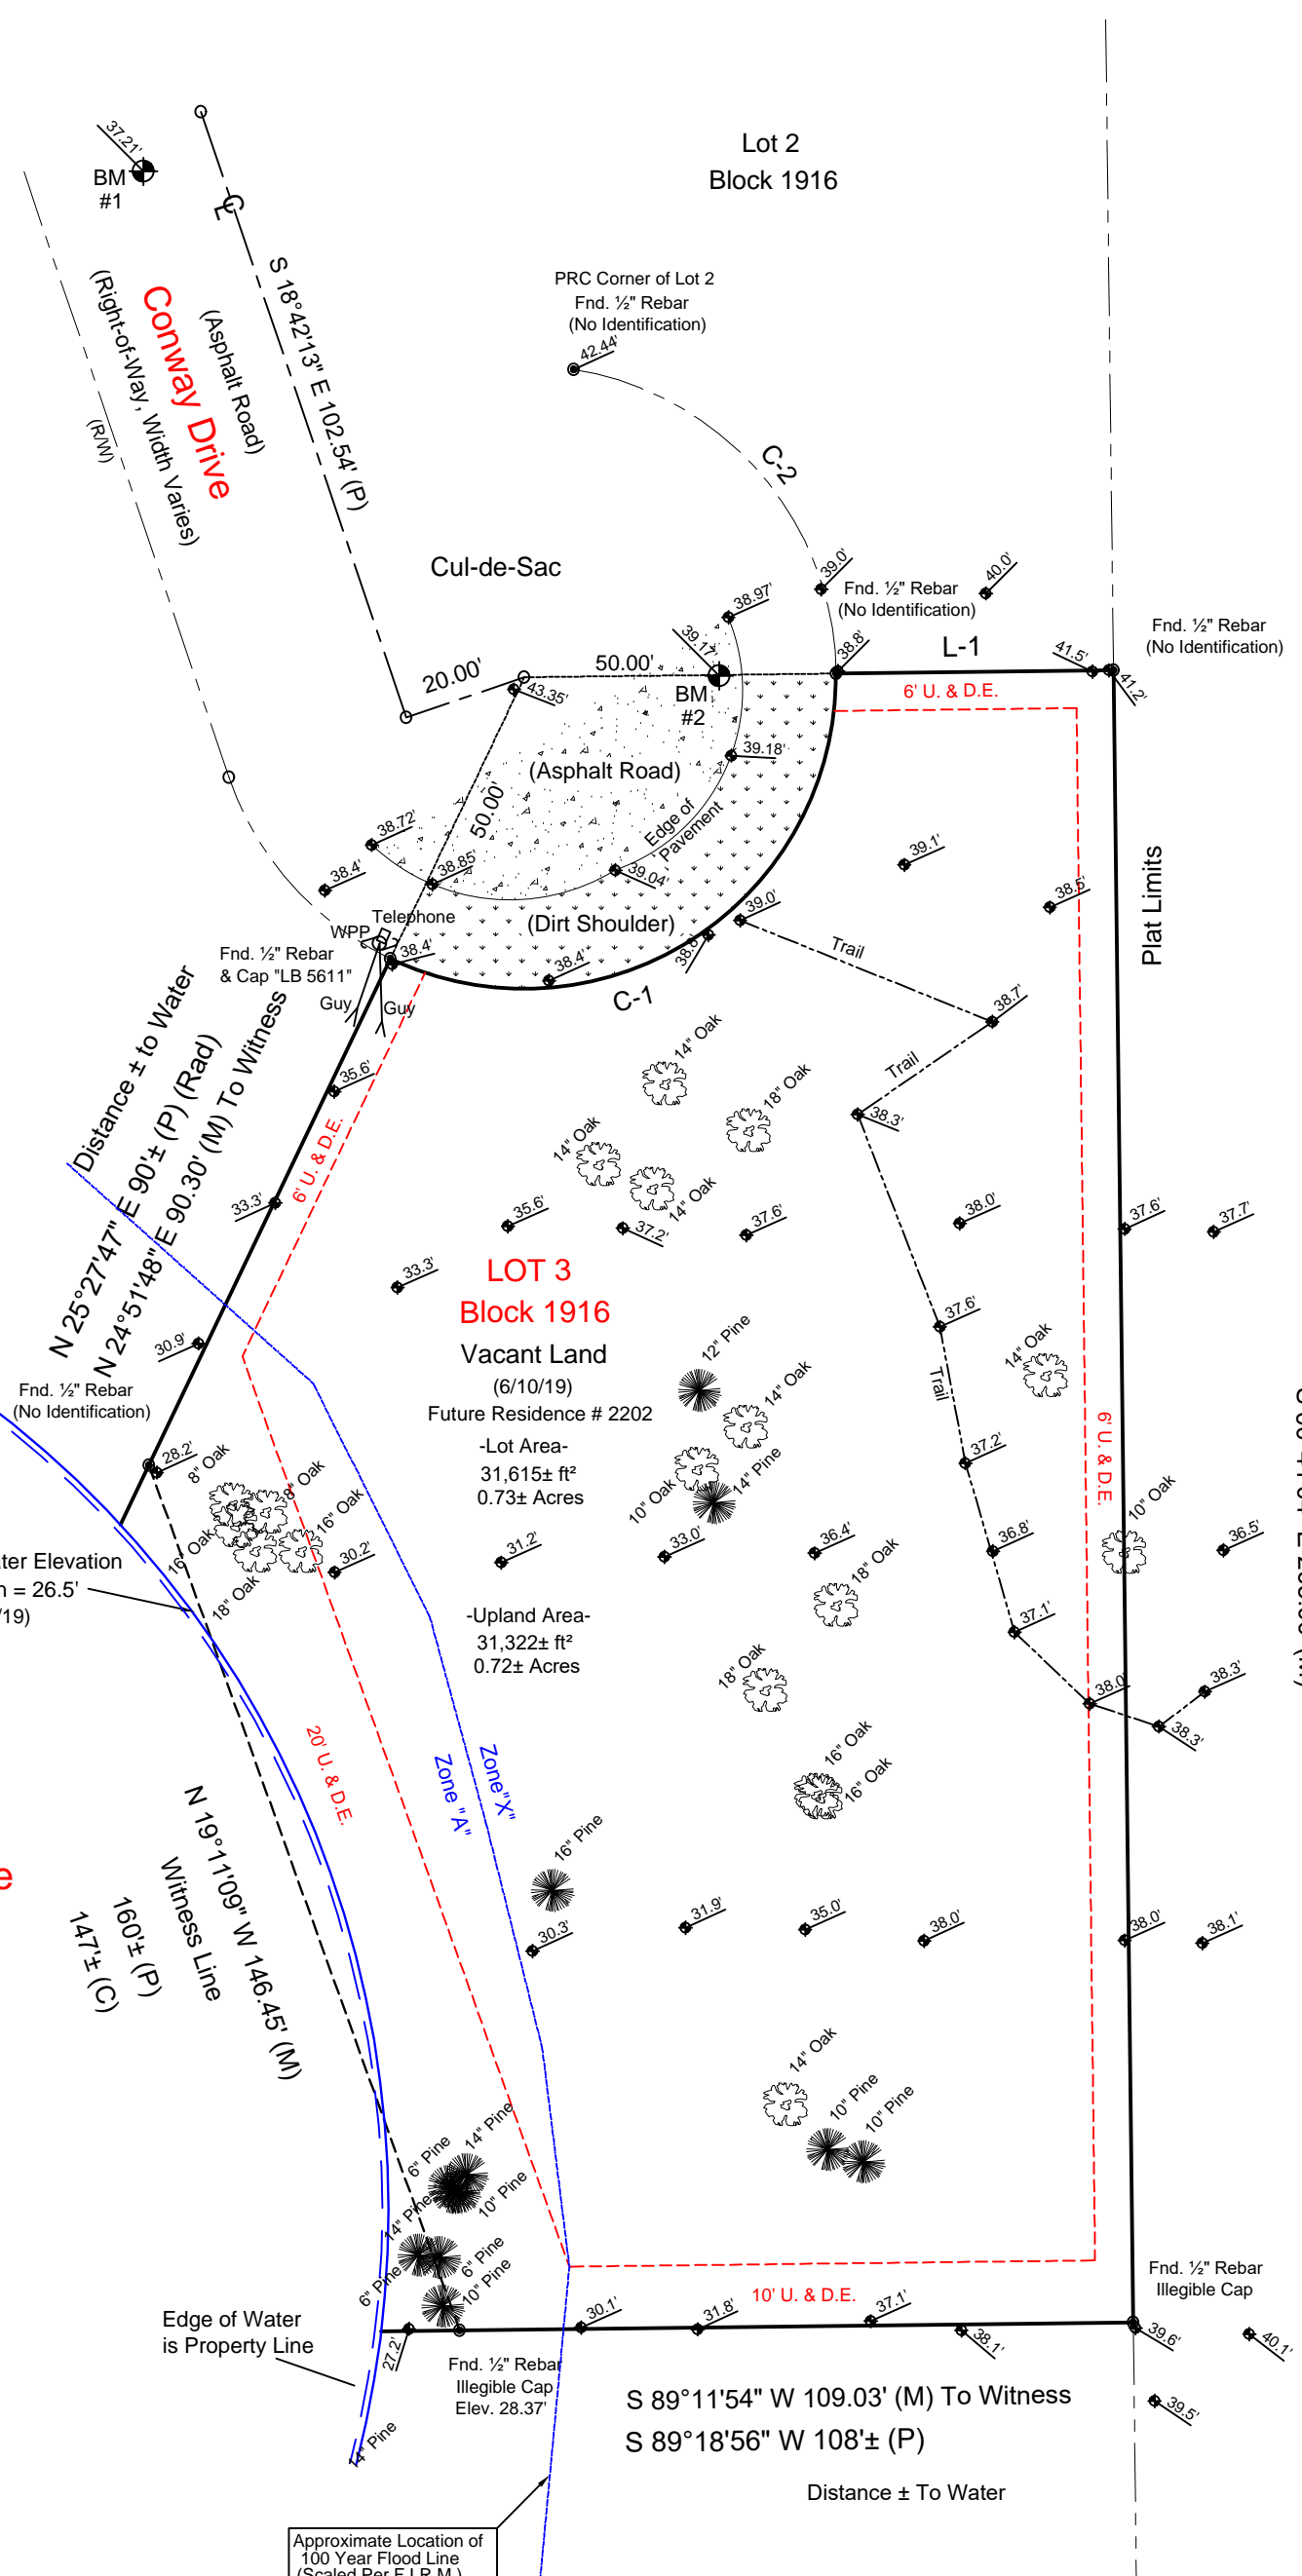 37.21'
BM
#1
CL
S 18°42'13" E 102.54' (P)
Conway Drive
(Asphalt Road)
(Right-of-Way, Width Varies)
(R/W)
Lot 2
Block 1916
PRC Corner of Lot 2
Fnd. ½" Rebar
(No Identification)
42.44'
C-2
Cul-de-Sac
39.0'
40.0'
Fnd. ½" Rebar
(No Identification)
Fnd. ½" Rebar
(No Identification)
38.97'
39.17'
38.8'
L-1
41.5'
41.2'
20.00'
50.00'
43.35'
BM
#2
6' U. & D.E.
39.18'
(Asphalt Road)
50.00'
Edge of
Pavement
38.72'
38.85'
39.04'
38.4'
39.1'
38.5'
Plat Limits
Telephone
WPP
(Dirt Shoulder)
39.0'
38.8'
Trail
Fnd. ½" Rebar
& Cap "LB 5611"
38.4'
38.4'
C-1
Guy
Guy
38.7'
Distance ± to Water
N 25°27'47" E 90'± (P) (Rad)
N 24°51'48" E 90.30' (M) To Witness
35.6'
14" Oak
18" Oak
Trail
38.3'
14" Oak
14" Oak
6' U. & D.E.
33.3'
35.6'
37.2'
37.6'
38.0'
37.6'
37.7'
33.3'
LOT 3
Block 1916
Vacant Land
(6/10/19)
Future Residence # 2202
-Lot Area-
31,615± ft²
0.73± Acres
30.9'
12" Pine
14" Oak
37.6'
14" Oak
Trail
Fnd. ½" Rebar
(No Identification)
28.2'
8" Oak
8" Oak
16" Oak
16" Oak
18" Oak
10" Oak
14" Pine
37.2'
6' U. & D.E.
10" Oak
30.2'
31.2'
33.0'
36.4'
36.8'
36.5'
ter Elevation
= 26.5'
/19)
-Upland Area-
31,322± ft²
0.72± Acres
18" Oak
18" Oak
37.1'
38.0'
38.3'
38.3'
20' U. & D.E.
Zone "A"
Zone"X"
16" Oak
16" Oak
N 19°11'09" W 146.45' (M)
Witness Line
160'± (P)
147'± (C)
e
16" Pine
30.3'
31.9'
35.0'
38.0'
38.0'
38.1'
14" Oak
10" Pine
10" Pine
14" Pine
6" Pine
10" Pine
14" Pine
6" Pine
6" Pine
10" Pine
10' U. & D.E.
Fnd. ½" Rebar
Illegible Cap
Edge of Water
is Property Line
27.2'
30.1'
31.8'
37.1'
38.1'
39.6'
40.1'
39.5'
Fnd. ½" Rebar
Illegible Cap
Elev. 28.37'
S 89°11'54" W 109.03' (M) To Witness
S 89°18'56" W 108'± (P)
Distance ± To Water
14" Pine
Approximate Location of
100 Year Flood Line
(Scaled Per F.I.R.M.)